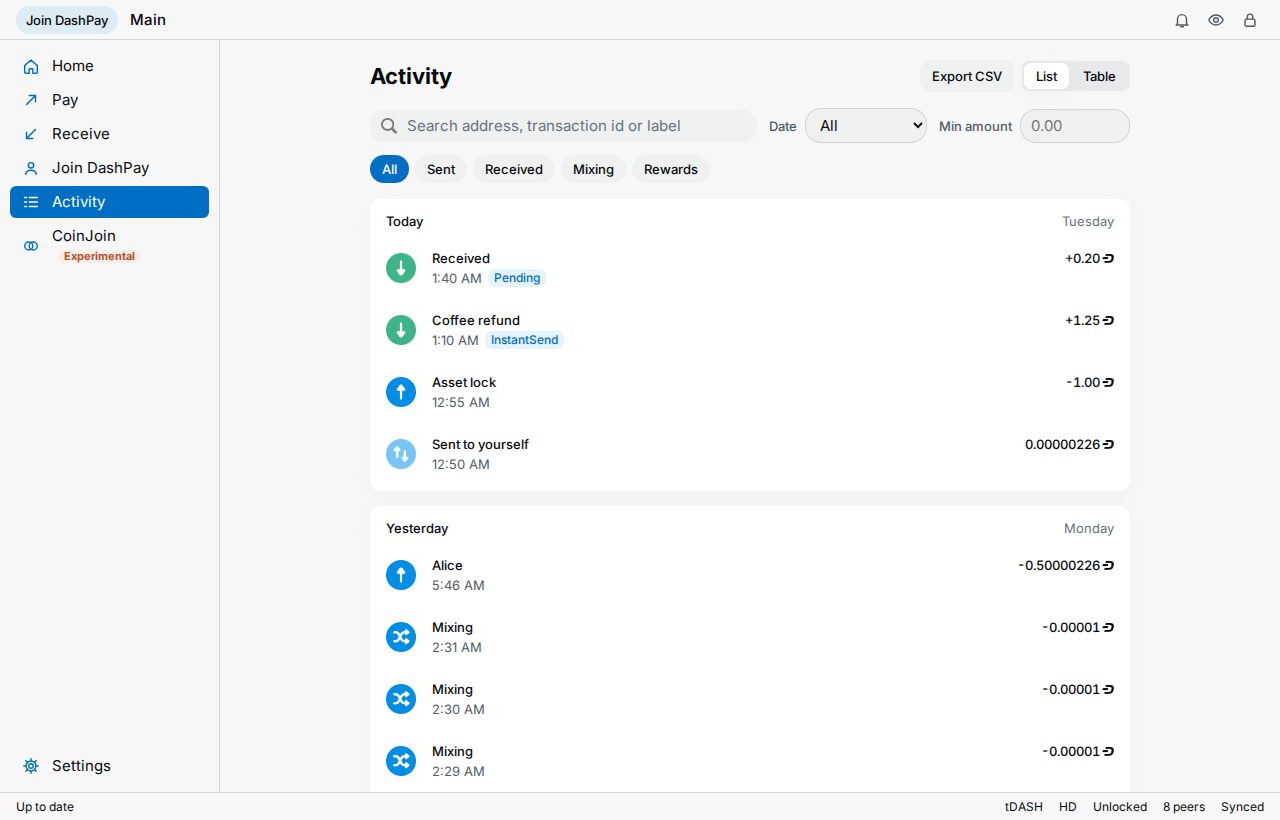 Join DashPay Main
Home
Pay
Receive
Join DashPay
Activity
CoinJoin
Experimental
Settings
Activity
Export CSV List Table
Search address, transaction id or label Date All Min amount 0.00
All Sent Received Mixing Rewards
Today Tuesday
Received +0.20
1:40 AM Pending
Coffee refund +1.25
1:10 AM InstantSend
Asset lock -1.00
12:55 AM
Sent to yourself 0.00000226
12:50 AM
Yesterday Monday
Alice -0.50000226
5:46 AM
Mixing -0.00001
2:31 AM
Mixing -0.00001
2:30 AM
Mixing -0.00001
2:29 AM
Up to date tDASH HD Unlocked 8 peers Synced